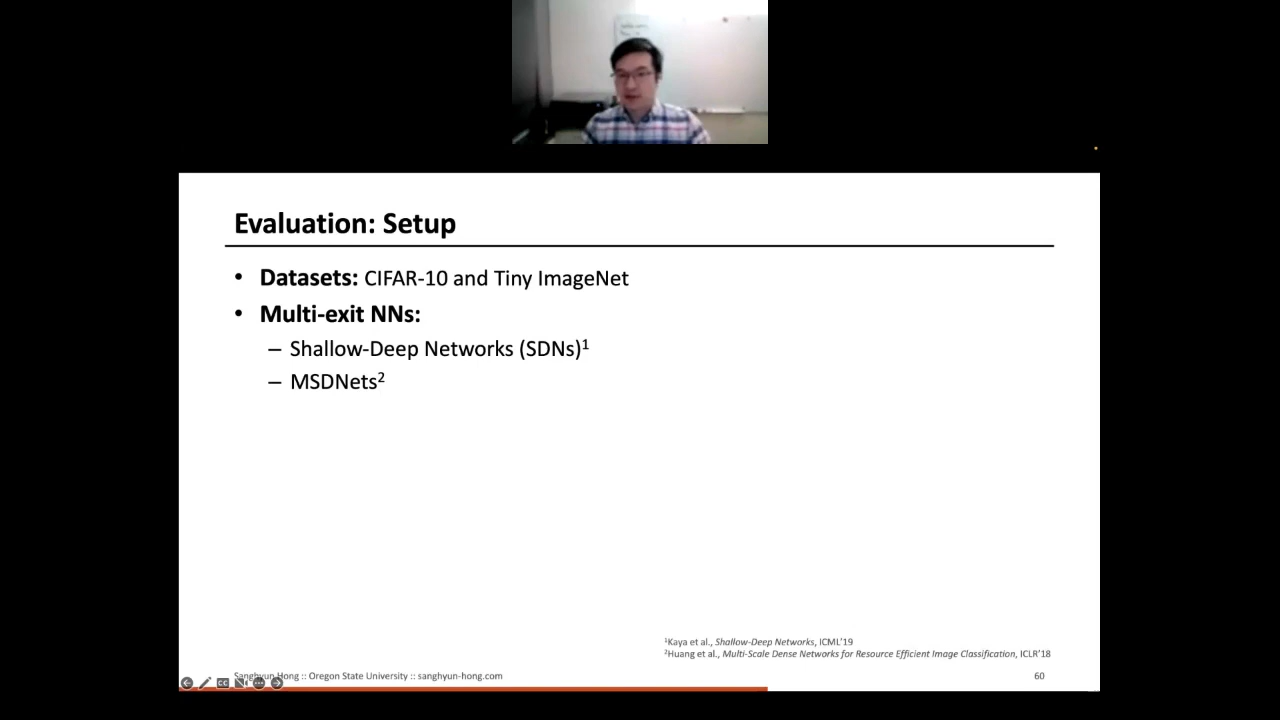 Evaluation: Setup
• Datasets: CIFAR-10 and Tiny ImageNet
• Multi-exit NNs:
– Shallow-Deep Networks (SDNs)¹
– MSDNets²
¹Kaya et al., Shallow-Deep Networks, ICML'19
²Huang et al., Multi-Scale Dense Networks for Resource Efficient Image Classification, ICLR'18
Sanghyun Hong :: Oregon State University :: sanghyun-hong.com
60